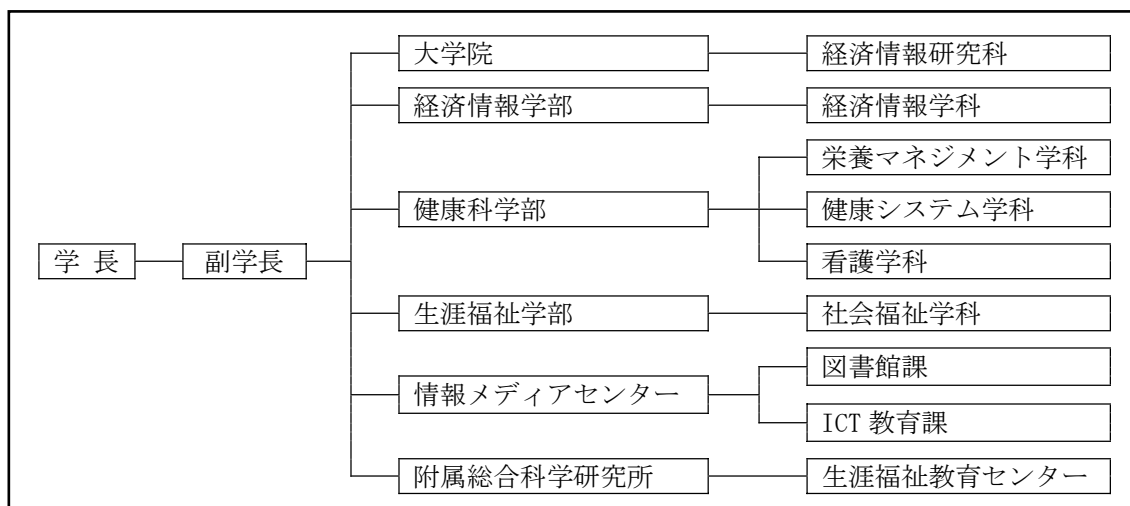 大学院
経済情報研究科
経済情報学部
経済情報学科
栄養マネジメント学科
健康科学部
健康システム学科
学 長
副学長
看護学科
生涯福祉学部
社会福祉学科
図書館課
情報メディアセンター
ICT 教育課
附属総合科学研究所
生涯福祉教育センター